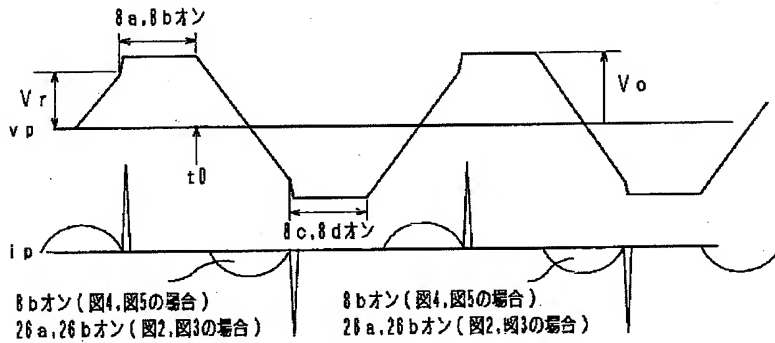 8a,8bオン
Vr
vp
Vo
t0
8c,8dオン
ip
8bオン(図4,図5の場合)
26a,26bオン(図2,図3の場合)
8bオン(図4,図5の場合)
26a,26bオン(図2,図3の場合)